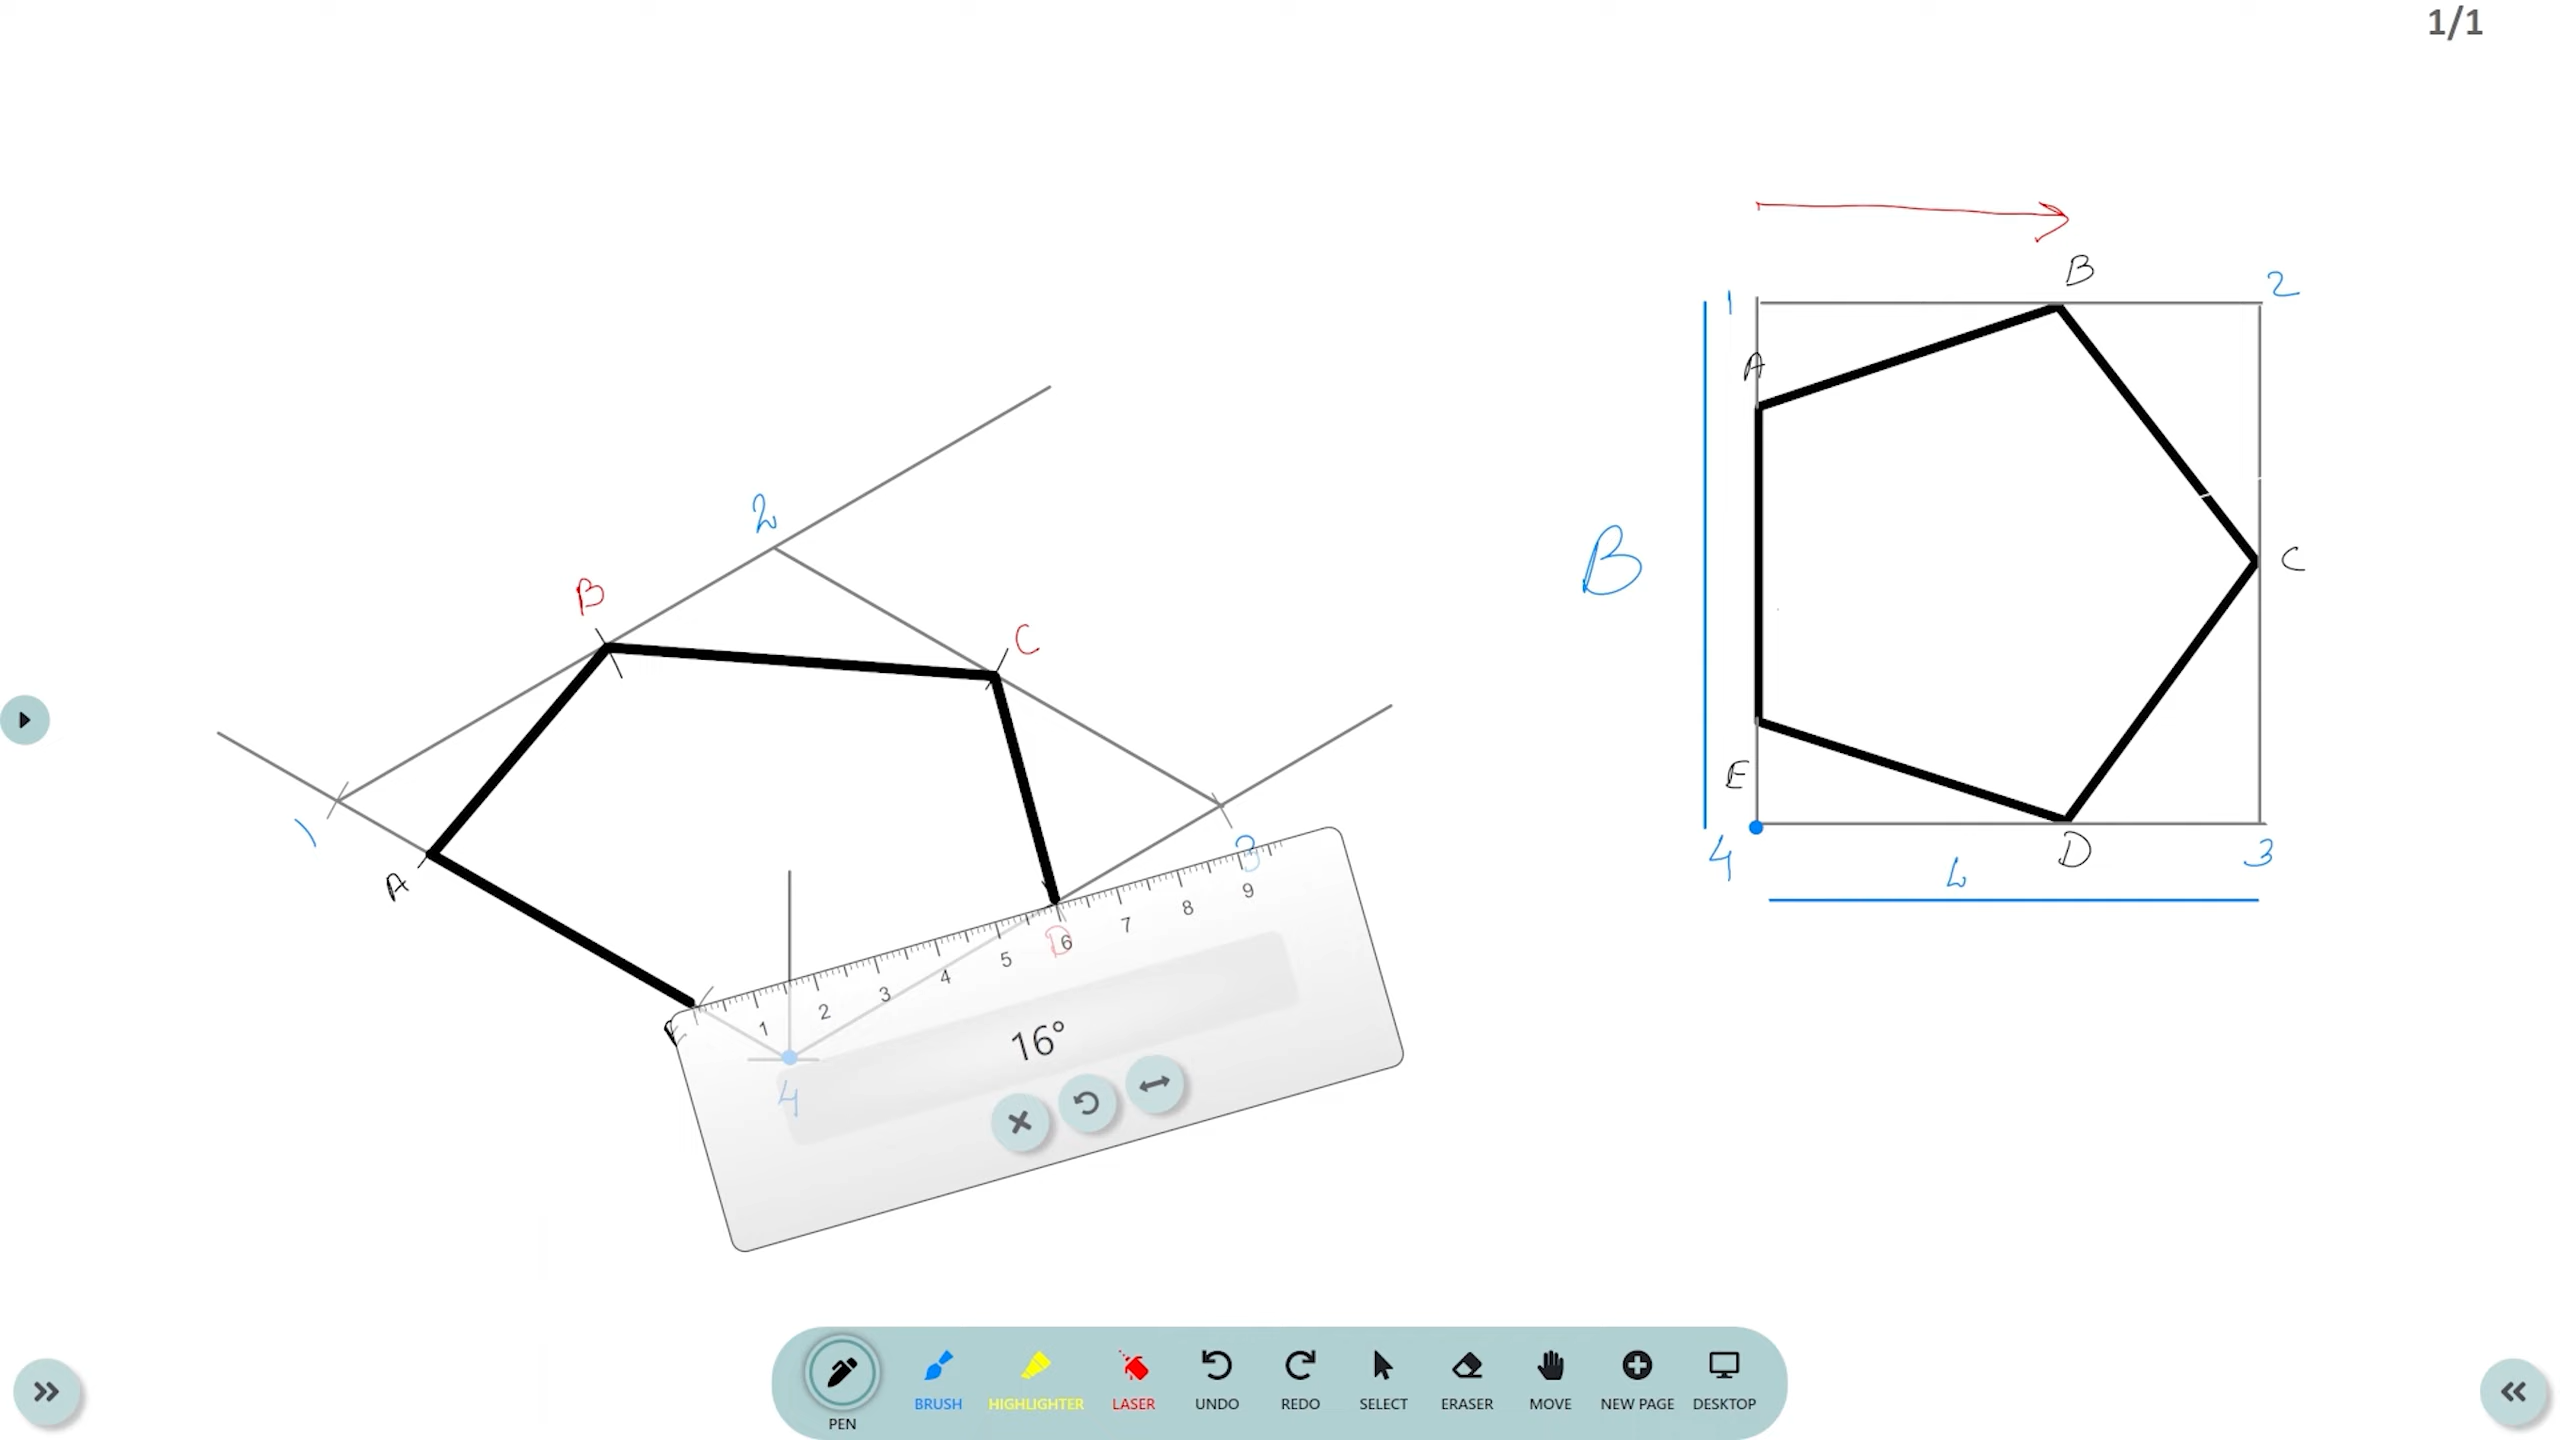 1/1
B
1
2
A
B
C
E
4
D
3
L
2
B
C
1
A
3
D
E
4
1 2 3 4 5 6 7 8 9
16°
PEN
BRUSH
HIGHLIGHTER
LASER
UNDO
REDO
SELECT
ERASER
MOVE
NEW PAGE
DESKTOP